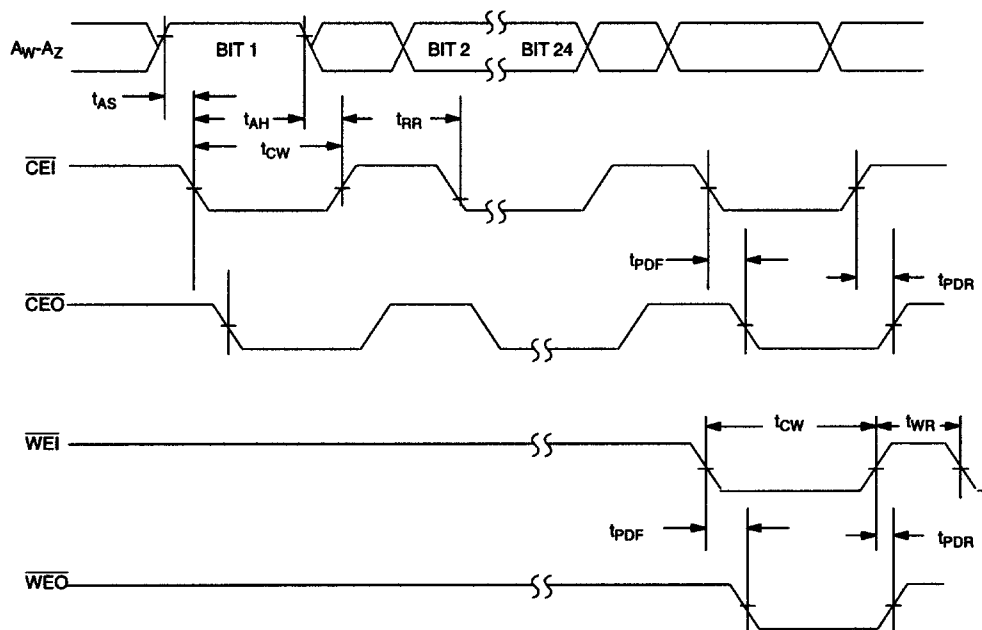 AW-AZ BIT 1 BIT 2 BIT 24
tAS
tAH
tRR
tCW
CEI
tPDF
tPDR
CEO
tCW
tWR
WEI
tPDF
tPDR
WEO